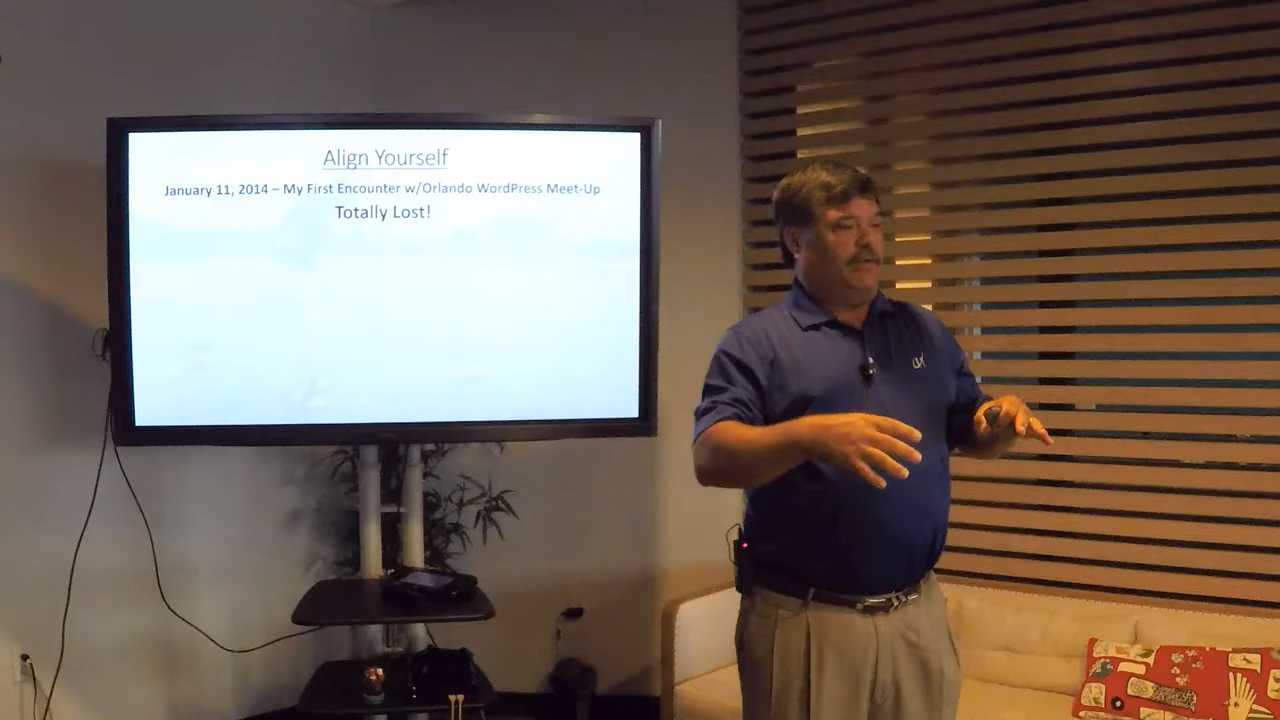 Align Yourself
January 11, 2014 – My First Encounter w/Orlando WordPress Meet-Up
Totally Lost!